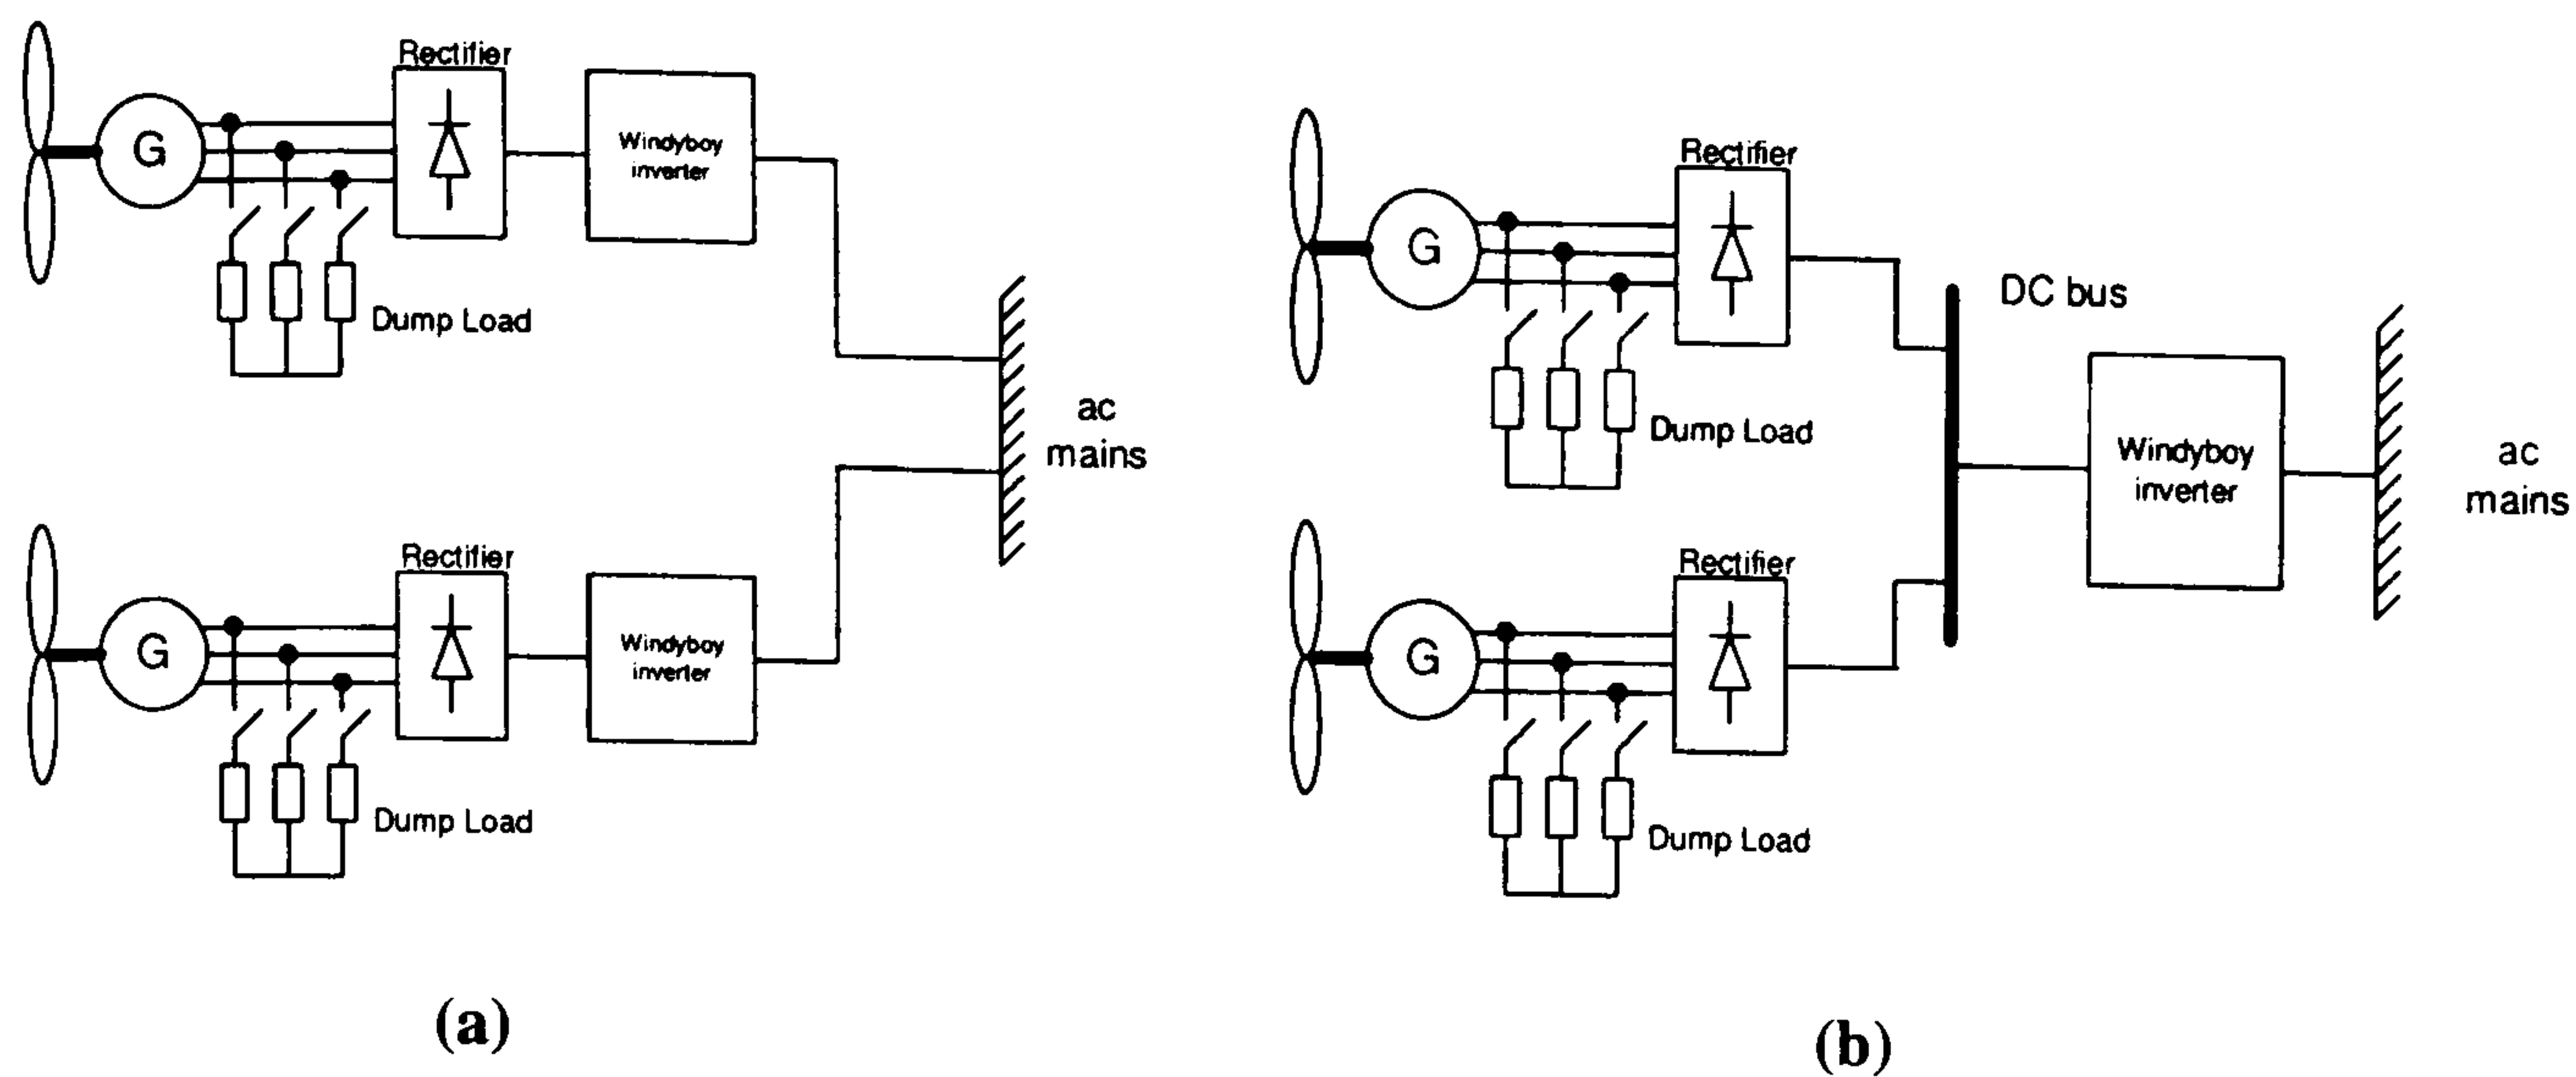 Rectifier
G
Windyboy
inverter
Dump Load
ac
mains
Rectifier
G
Windyboy
inverter
Dump Load
(a)
Rectifier
G
DC bus
Dump Load
Windyboy
inverter
ac
mains
Rectifier
G
Dump Load
(b)